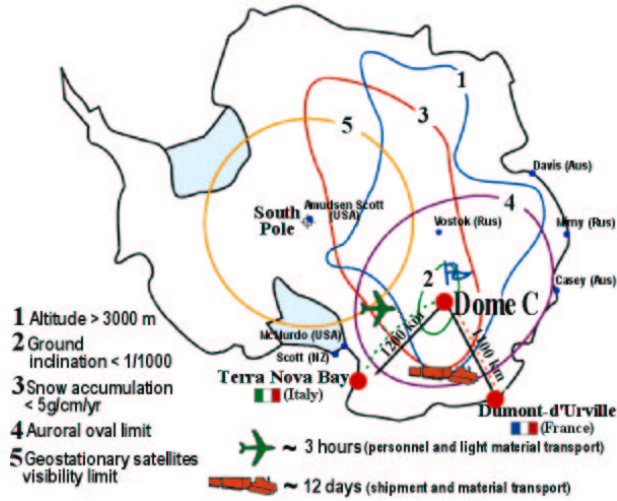 1
3
5
Davis (Aus)
4
Amudsen Scott
(USA)
South
Pole
Vostok (Rus)
Mirny (Rus)
2
Casey (Aus)
Dome C
1200 km
1100 km
McMurdo (USA)
Scott (NZ)
Terra Nova Bay
(Italy)
Dumont-d'Urville
(France)
1 Altitude > 3000 m
2 Ground
inclination < 1/1000
3 Snow accumulation
< 5g/cm/yr
4 Auroral oval limit
5 Geostationary satellites
visibility limit
~ 3 hours (personnel and light material transport)
~ 12 days (shipment and material transport)